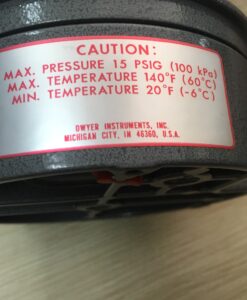 CAUTION:
MAX. PRESSURE 15 PSIG (100 kPa)
MAX. TEMPERATURE 140°F (60°C)
MIN. TEMPERATURE 20°F (-6°C)
DWYER INSTRUMENTS, INC.
MICHIGAN CITY, IN 46360, U.S.A.